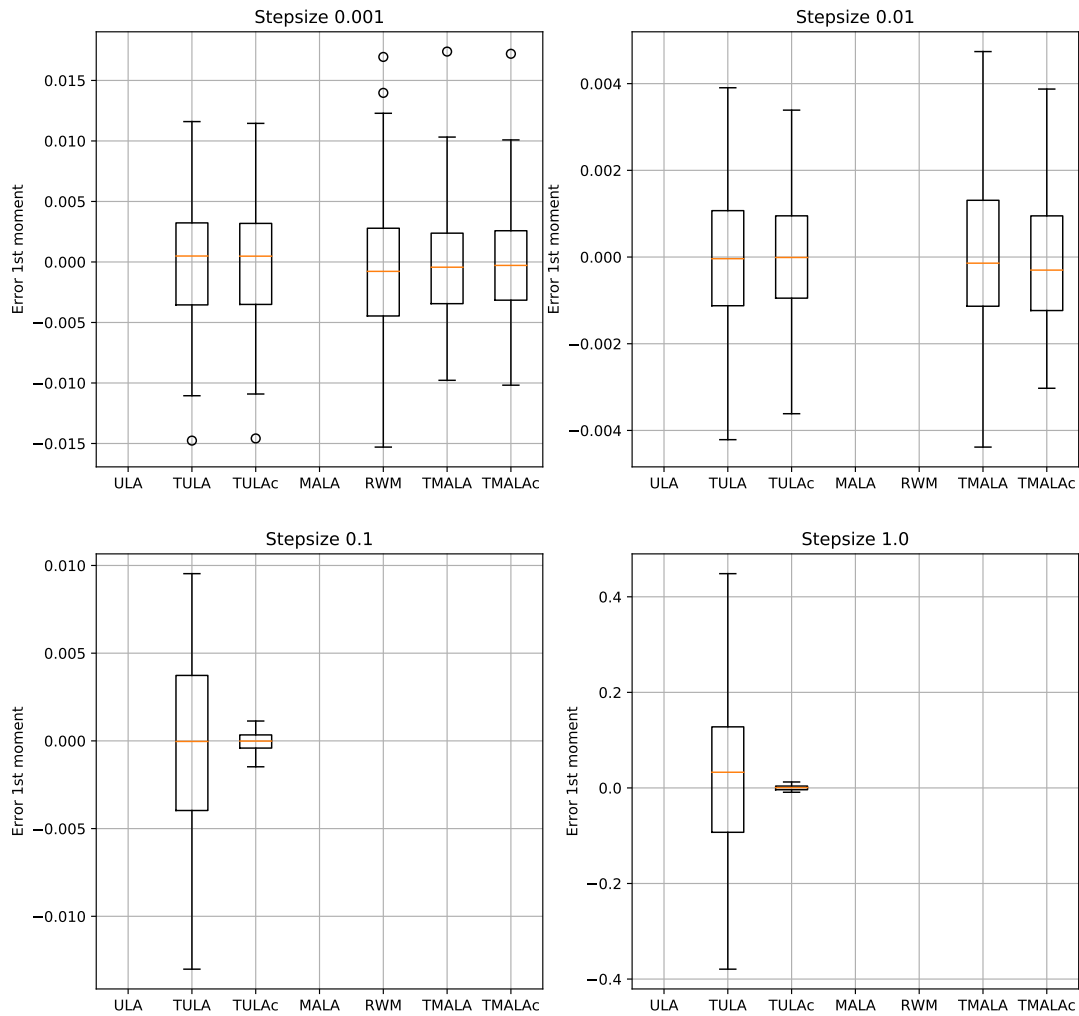 Stepsize 0.001
Error 1st moment
0.015
0.010
0.005
0.000
−0.005
−0.010
−0.015
ULA TULA TULAc MALA RWM TMALA TMALAc
Stepsize 0.01
Error 1st moment
0.004
0.002
0.000
−0.002
−0.004
ULA TULA TULAc MALA RWM TMALA TMALAc
Stepsize 0.1
Error 1st moment
0.010
0.005
0.000
−0.005
−0.010
ULA TULA TULAc MALA RWM TMALA TMALAc
Stepsize 1.0
Error 1st moment
0.4
0.2
0.0
−0.2
−0.4
ULA TULA TULAc MALA RWM TMALA TMALAc